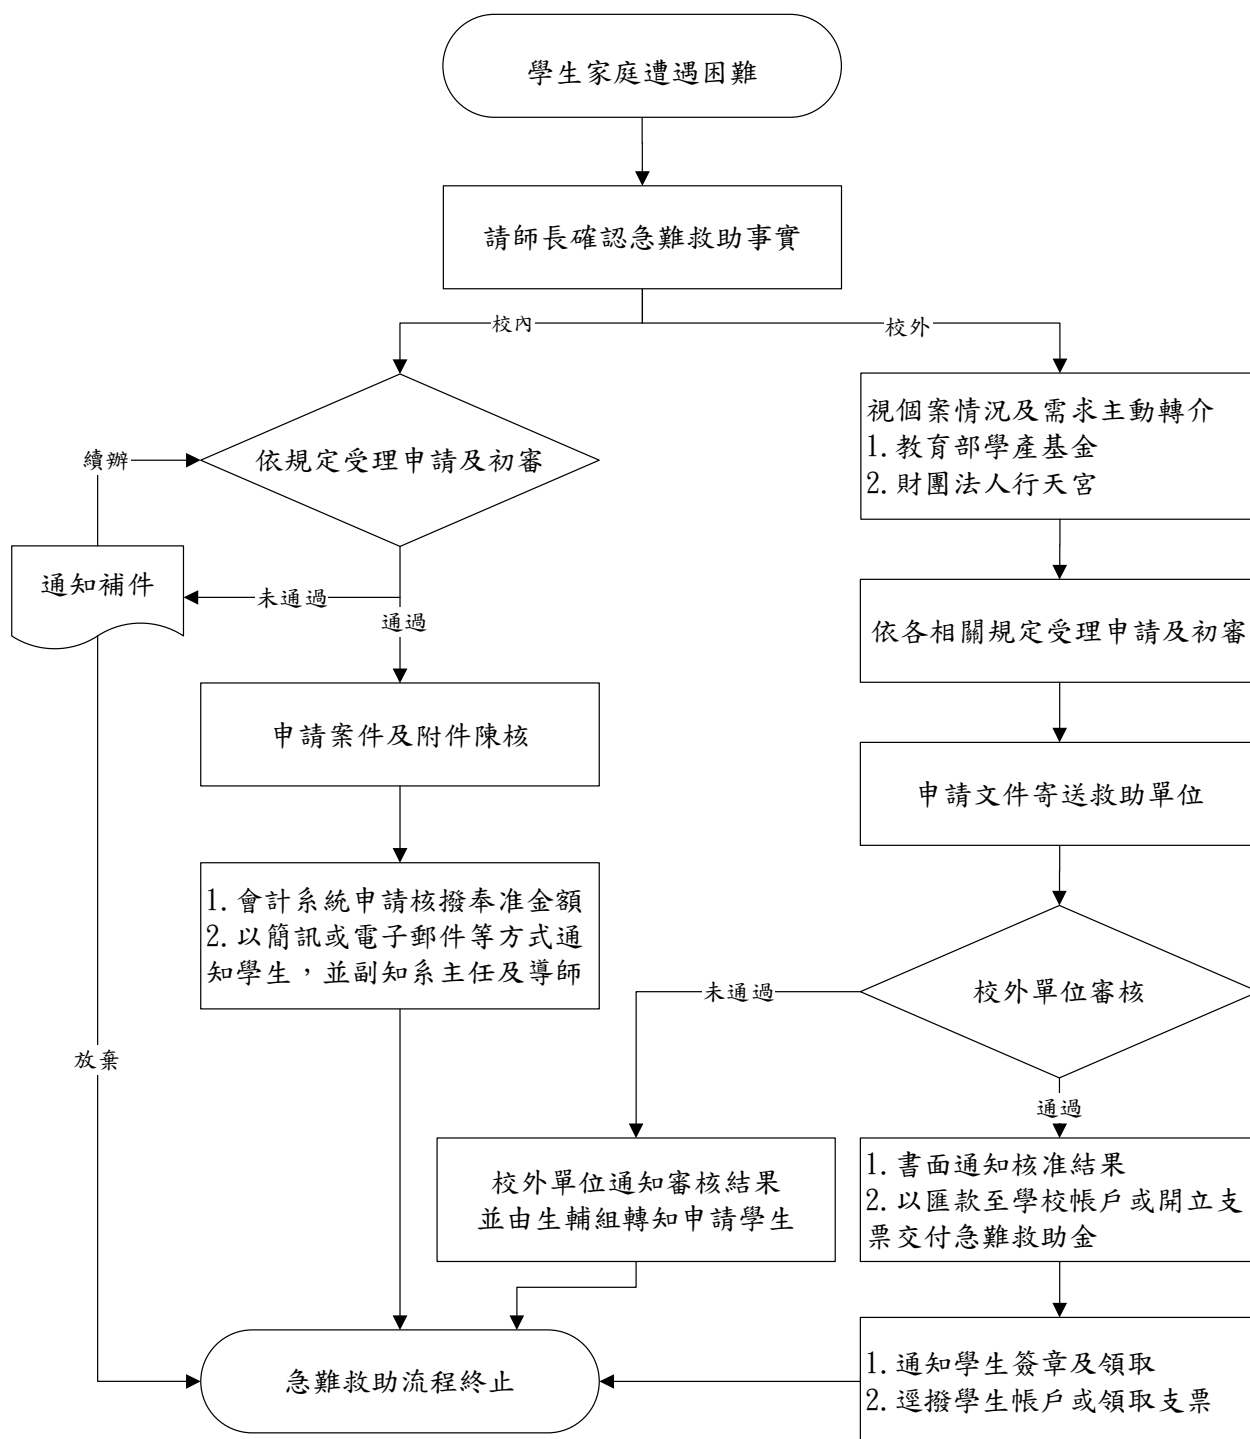 學生家庭遭遇困難
請師長確認急難救助事實
校內
校外
依規定受理申請及初審
視個案情況及需求主動轉介
1.教育部學產基金
2.財團法人行天宮
續辦
通知補件
未通過
通過
依各相關規定受理申請及初審
申請案件及附件陳核
申請文件寄送救助單位
1.會計系統申請核撥奉准金額
2.以簡訊或電子郵件等方式通
知學生，並副知系主任及導師
未通過
校外單位審核
放棄
通過
校外單位通知審核結果
並由生輔組轉知申請學生
1.書面通知核准結果
2.以匯款至學校帳戶或開立支
票交付急難救助金
急難救助流程終止
1.通知學生簽章及領取
2.逕撥學生帳戶或領取支票